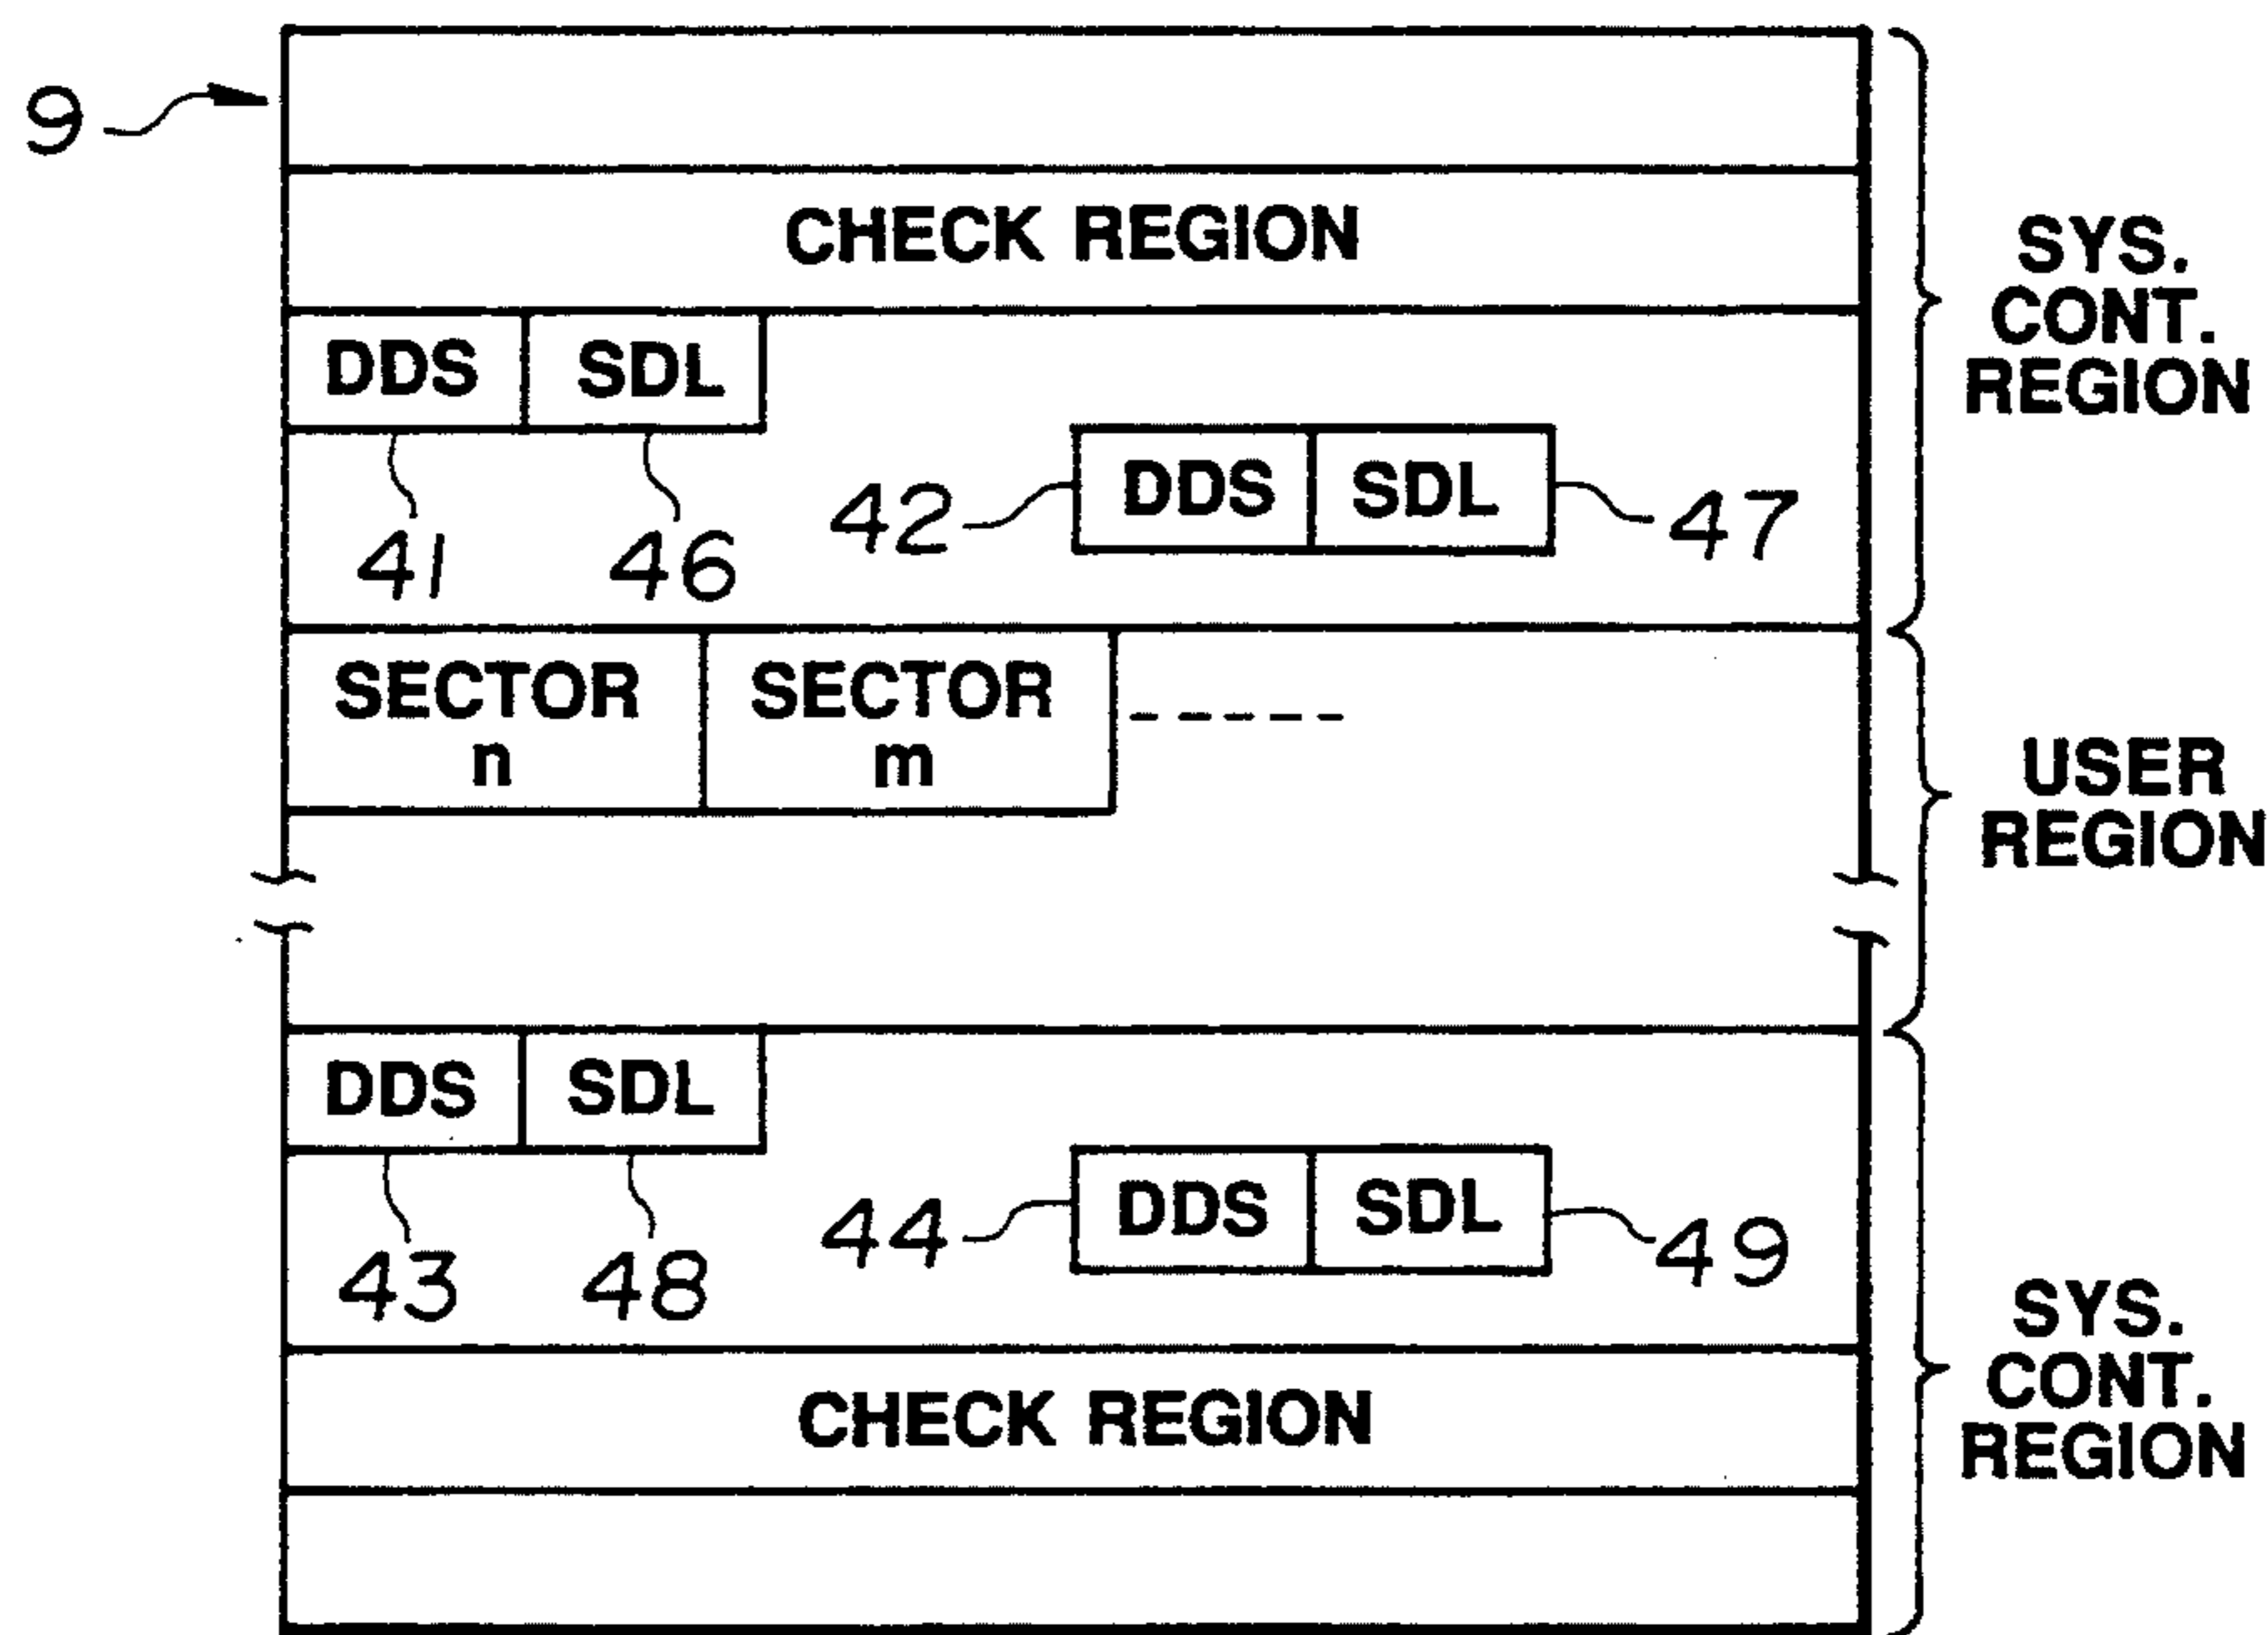 9
CHECK REGION
SYS.
CONT.
REGION
DDS SDL
41 46
42 DDS SDL 47
SECTOR
n
SECTOR
m
USER
REGION
DDS SDL
43 48
44 DDS SDL 49
CHECK REGION
SYS.
CONT.
REGION